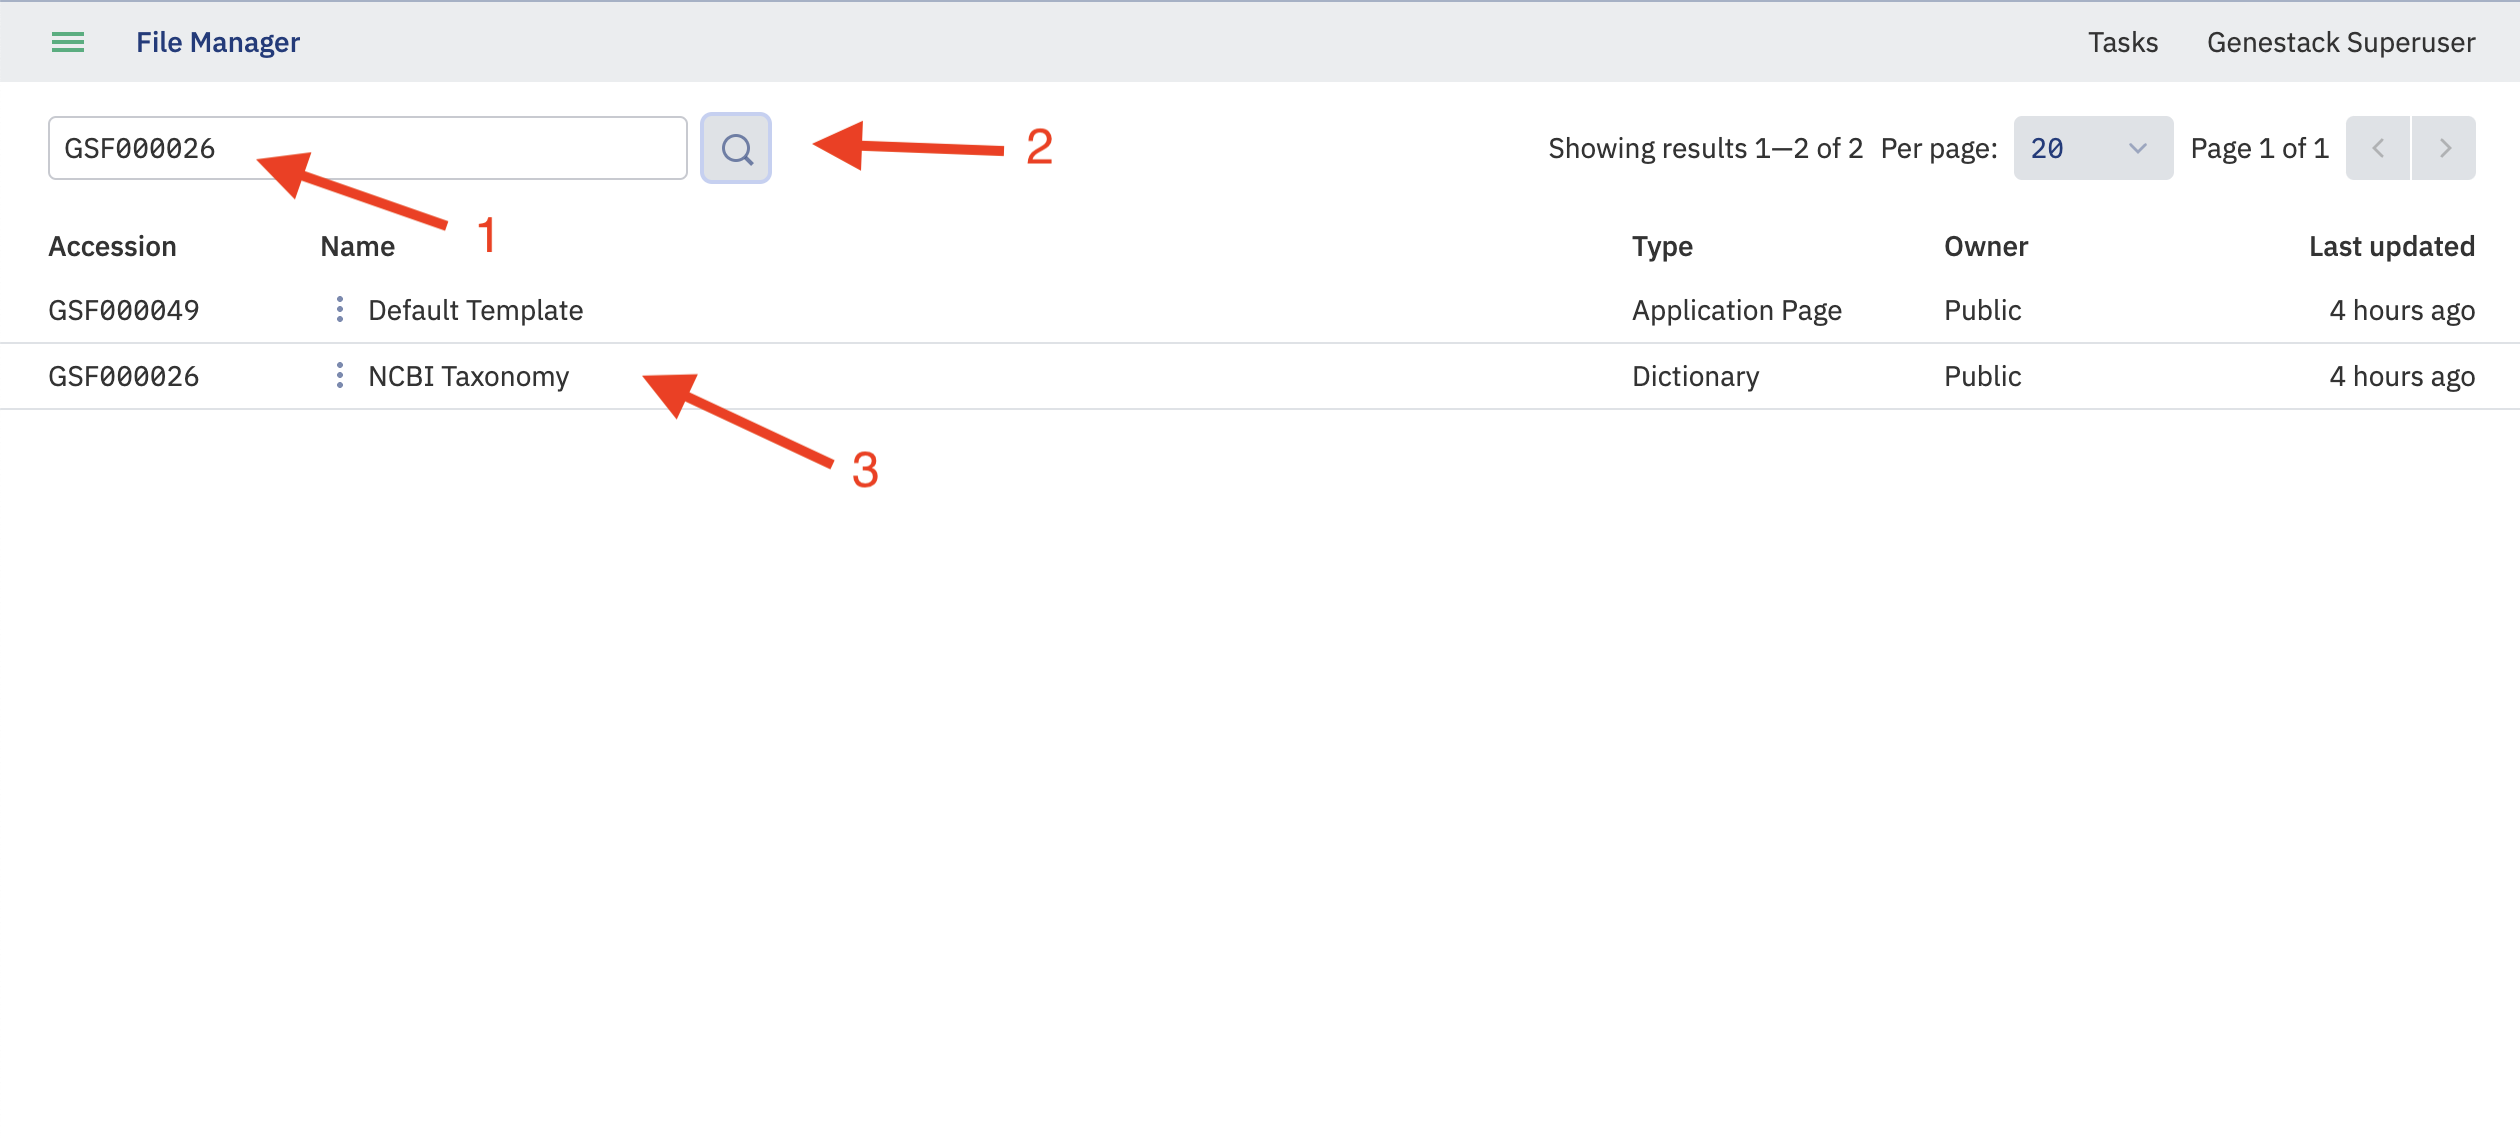 File Manager Tasks Genestack Superuser
GSF000026 2 Showing results 1—2 of 2 Per page: 20 Page 1 of 1
1
Accession Name Type Owner Last updated
GSF000049 Default Template Application Page Public 4 hours ago
GSF000026 NCBI Taxonomy Dictionary Public 4 hours ago
3